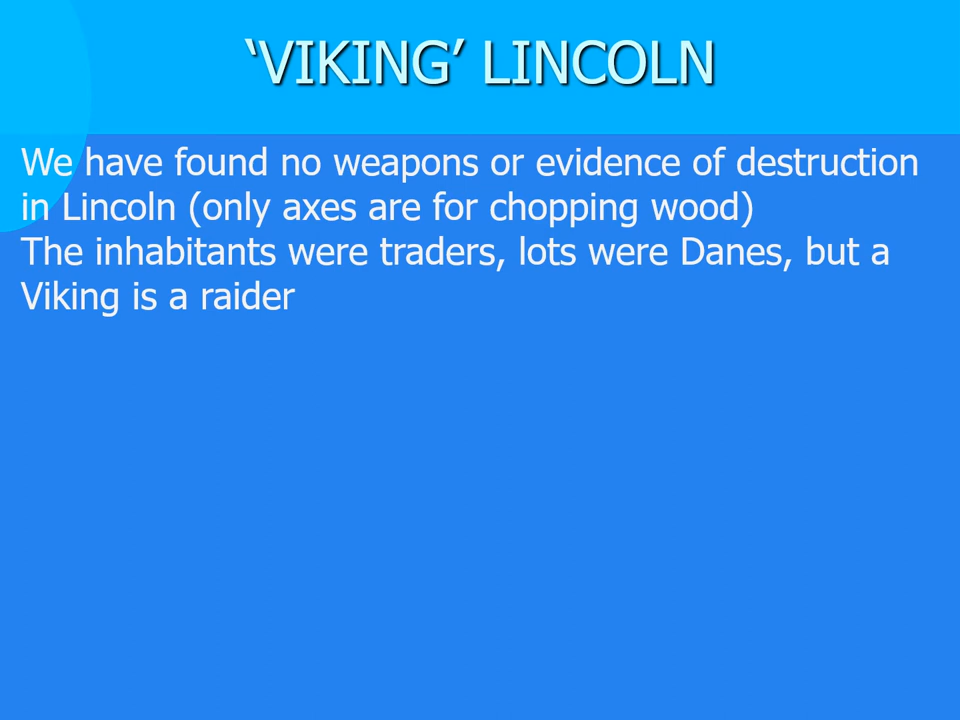 ‘VIKING’ LINCOLN
We have found no weapons or evidence of destruction
in Lincoln (only axes are for chopping wood)
The inhabitants were traders, lots were Danes, but a
Viking is a raider